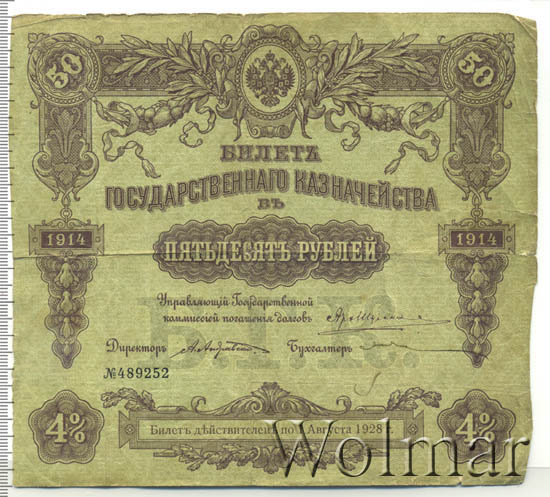 50 50
БИЛЕТЪ
ГОСУДАРСТВЕННАГО КАЗНАЧЕЙСТВА
ВЪ
1914 1914
ПЯТЬДЕСЯТЪ РУБЛЕЙ
Управляющій Государственной
коммиссіей погашенія долговъ
Директоръ Бухгалтеръ
№489252
4% 4%
Билетъ дѣйствителенъ по 1 Августа 1928 г.
Wolmar